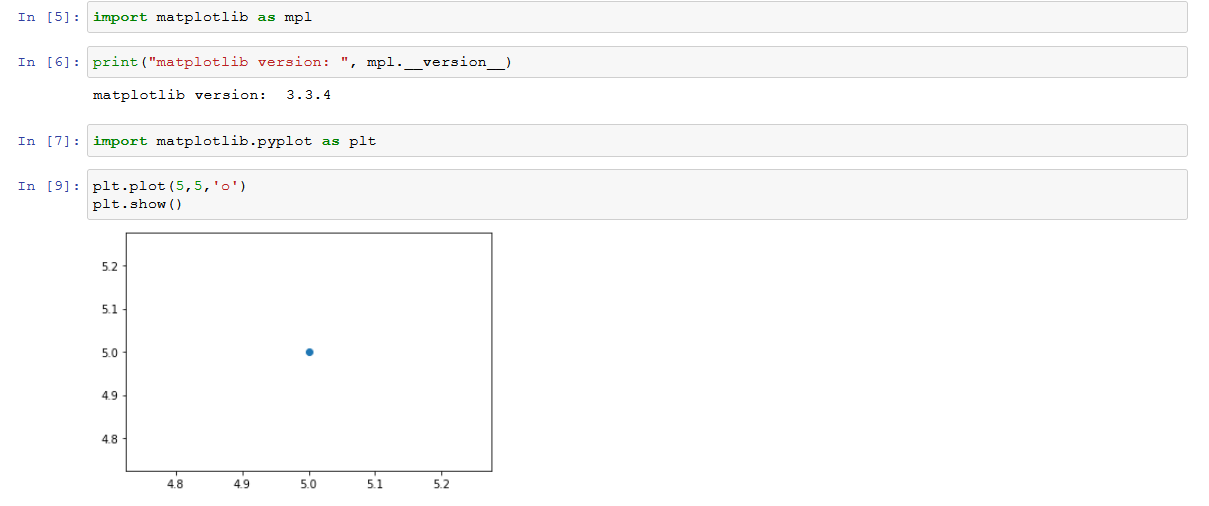 In [5]: import matplotlib as mpl
In [6]: print("matplotlib version: ", mpl.__version__)
matplotlib version:  3.3.4
In [7]: import matplotlib.pyplot as plt
In [9]: plt.plot(5,5,'o')
plt.show()
5.2
5.1
5.0
4.9
4.8
4.8 4.9 5.0 5.1 5.2